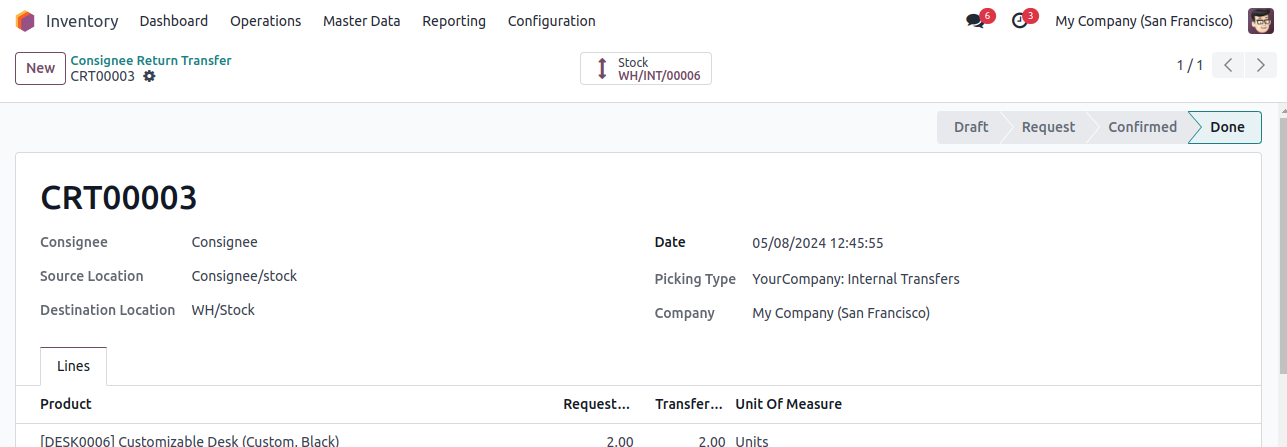 Inventory Dashboard Operations Master Data Reporting Configuration 6 3 My Company (San Francisco)
New Consignee Return Transfer Stock 1 / 1
CRT00003 WH/INT/00006
Draft Request Confirmed Done
CRT00003
Consignee Consignee Date 05/08/2024 12:45:55
Source Location Consignee/stock Picking Type YourCompany: Internal Transfers
Destination Location WH/Stock Company My Company (San Francisco)
Lines
Product Request... Transfer... Unit Of Measure
[DESK0006] Customizable Desk (Custom, Black) 2.00 2.00 Units